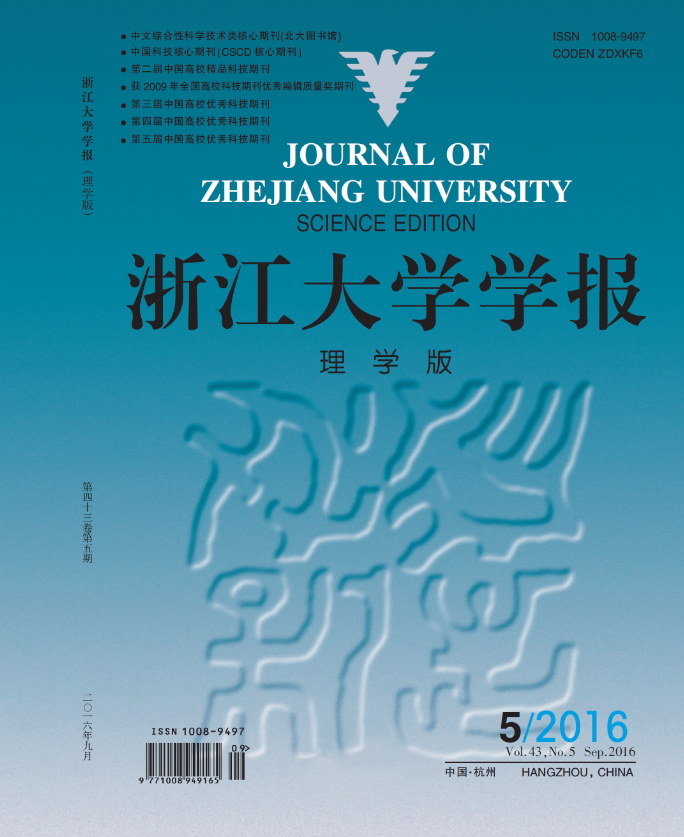 • 中文综合性科学技术类核心期刊(北大图书馆)
• 中国科技核心期刊(CSCD 核心期刊)
• 第二届中国高校精品科技期刊
• 获 2009 年全国高校科技期刊优秀编辑质量奖期刊
• 第三届中国高校优秀科技期刊
• 第四届中国高校优秀科技期刊
• 第五届中国高校优秀科技期刊
ISSN 1008-9497
CODEN ZDXKF6
浙江大学学报(理学版)
JOURNAL OF
ZHEJIANG UNIVERSITY
SCIENCE EDITION
浙江大学学报
理学版
第四十三卷第五期
二〇一六年九月
ISSN 1008-9497
09>
9 771008 949165
5/2016
Vol.43,No.5 Sep.2016
中国·杭州 HANGZHOU, CHINA